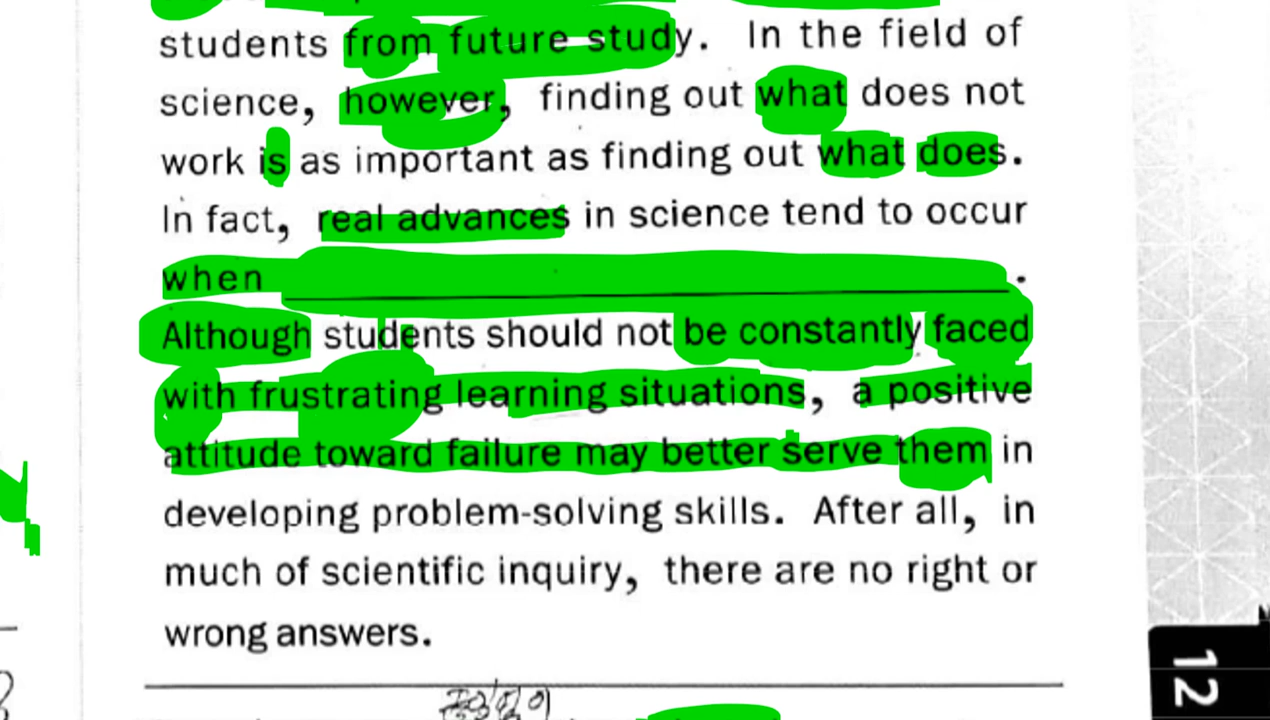 students from future study. In the field of
science, however, finding out what does not
work is as important as finding out what does.
In fact, real advances in science tend to occur
when ____________________.
Although students should not be constantly faced
with frustrating learning situations, a positive
attitude toward failure may better serve them in
developing problem-solving skills. After all, in
much of scientific inquiry, there are no right or
wrong answers.
12